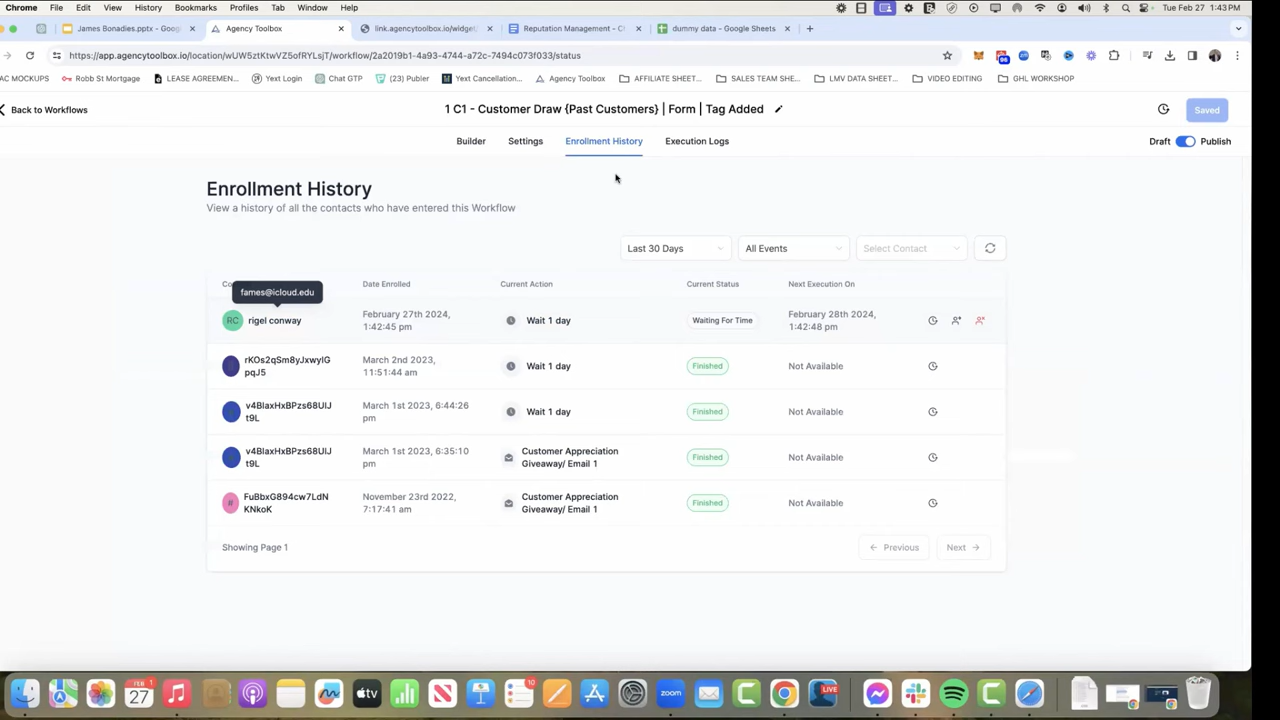 Chrome File Edit View History Bookmarks Profiles Tab Window Help Tue Feb 27 1:43 PM
James Bonadies.pptx - Goog Agency Toolbox link.agencytoolbox.io/widget Reputation Management - C dummy data - Google Sheets
https://app.agencytoolbox.io/location/wUW5ztKtwVZ5ofRYLsjT/workflow/2a2019b1-4a93-4744-a72c-7494c073f033/status
AC MOCKUPS Robb St Mortgage LEASE AGREEMEN... Yext Login Chat GTP (23) Publer Yext Cancellation... Agency Toolbox AFFILIATE SHEET... SALES TEAM SHE... LMV DATA SHEET... VIDEO EDITING GHL WORKSHOP
Back to Workflows
1 C1 - Customer Draw {Past Customers} | Form | Tag Added
Saved
Builder Settings Enrollment History Execution Logs
Draft Publish
Enrollment History
View a history of all the contacts who have entered this Workflow
Last 30 Days All Events Select Contact
Co Date Enrolled Current Action Current Status Next Execution On
fames@icloud.edu
RC rigel conway February 27th 2024, 1:42:45 pm Wait 1 day Waiting For Time February 28th 2024, 1:42:48 pm
rKOs2qSm8yJxwyIG
pqJ5
March 2nd 2023,
11:51:44 am
Wait 1 day Finished Not Available
v4BlaxHxBPzs68UIJ
t9L
March 1st 2023, 6:44:26
pm
Wait 1 day Finished Not Available
v4BlaxHxBPzs68UIJ
t9L
March 1st 2023, 6:35:10
pm
Customer Appreciation
Giveaway/ Email 1
Finished Not Available
# FuBbxG894cw7LdN
KNkoK
November 23rd 2022,
7:17:41 am
Customer Appreciation
Giveaway/ Email 1
Finished Not Available
Showing Page 1
Previous Next
FEB
27
tv
zoom
LIVE
10
1